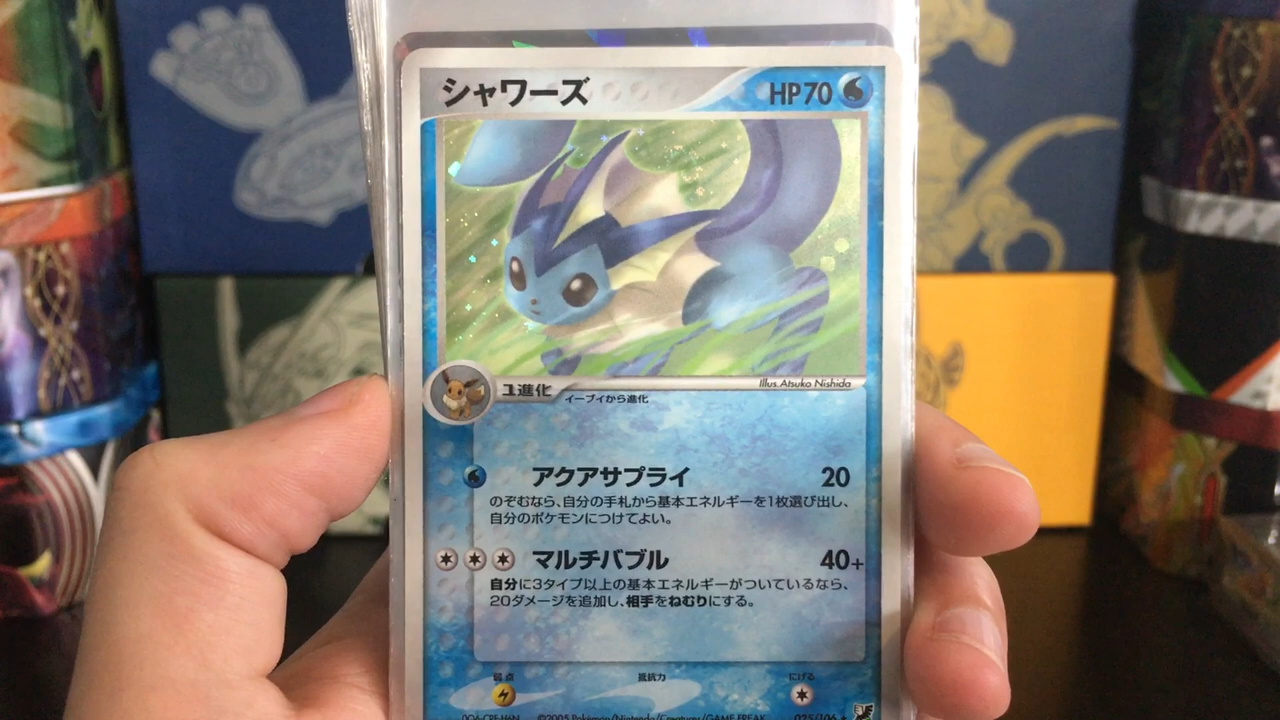 シャワーズ HP70
1進化 Illus.Atsuko Nishida
イーブイから進化
アクアサプライ 20
のぞむなら、自分の手札から基本エネルギーを1枚選び出し、
自分のポケモンにつけてよい。
マルチバブル 40+
自分に3タイプ以上の基本エネルギーがついているなら、
20ダメージを追加し、相手をねむりにする。
弱点 抵抗力 にげる
©2005 Pokémon/Nintendo/Creatures/GAME FREAK 025/106